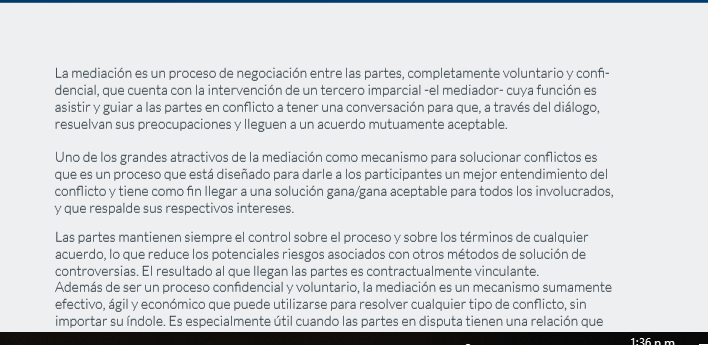 La mediación es un proceso de negociación entre las partes, completamente voluntario y confi-
dencial, que cuenta con la intervención de un tercero imparcial -el mediador- cuya función es
asistir y guiar a las partes en conflicto a tener una conversación para que, a través del diálogo,
resuelvan sus preocupaciones y lleguen a un acuerdo mutuamente aceptable.
Uno de los grandes atractivos de la mediación como mecanismo para solucionar conflictos es
que es un proceso que está diseñado para darle a los participantes un mejor entendimiento del
conflicto y tiene como fin llegar a una solución gana/gana aceptable para todos los involucrados,
y que respalde sus respectivos intereses.
Las partes mantienen siempre el control sobre el proceso y sobre los términos de cualquier
acuerdo, lo que reduce los potenciales riesgos asociados con otros métodos de solución de
controversias. El resultado al que llegan las partes es contractualmente vinculante.
Además de ser un proceso confidencial y voluntario, la mediación es un mecanismo sumamente
efectivo, ágil y económico que puede utilizarse para resolver cualquier tipo de conflicto, sin
importar su índole. Es especialmente útil cuando las partes en disputa tienen una relación que
1:36 p.m.